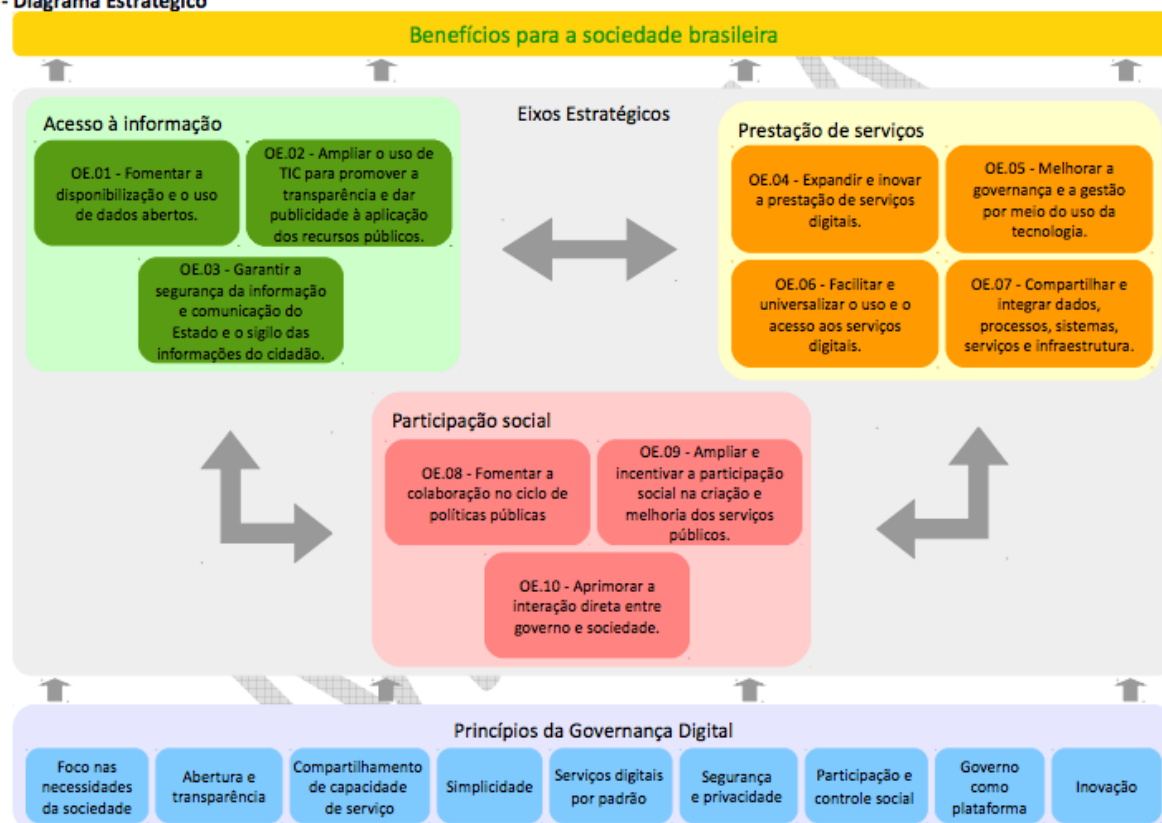 - Diagrama Estratégico
Benefícios para a sociedade brasileira
Eixos Estratégicos
Acesso à informação
OE.01 - Fomentar a
disponibilização e o uso
de dados abertos.
OE.02 - Ampliar o uso de
TIC para promover a
transparência e dar
publicidade à aplicação
dos recursos públicos.
OE.03 - Garantir a
segurança da informação
e comunicação do
Estado e o sigilo das
informações do cidadão.
Prestação de serviços
OE.04 - Expandir e inovar
a prestação de serviços
digitais.
OE.05 - Melhorar a
governança e a gestão
por meio do uso da
tecnologia.
OE.06 - Facilitar e
universalizar o uso e o
acesso aos serviços
digitais.
OE.07 - Compartilhar e
integrar dados,
processos, sistemas,
serviços e infraestrutura.
Participação social
OE.08 - Fomentar a
colaboração no ciclo de
políticas públicas
OE.09 - Ampliar e
incentivar a participação
social na criação e
melhoria dos serviços
públicos.
OE.10 - Aprimorar a
interação direta entre
governo e sociedade.
Princípios da Governança Digital
Foco nas
necessidades
da sociedade
Abertura e
transparência
Compartilhamento
de capacidade
de serviço
Simplicidade
Serviços digitais
por padrão
Segurança
e privacidade
Participação e
controle social
Governo
como
plataforma
Inovação